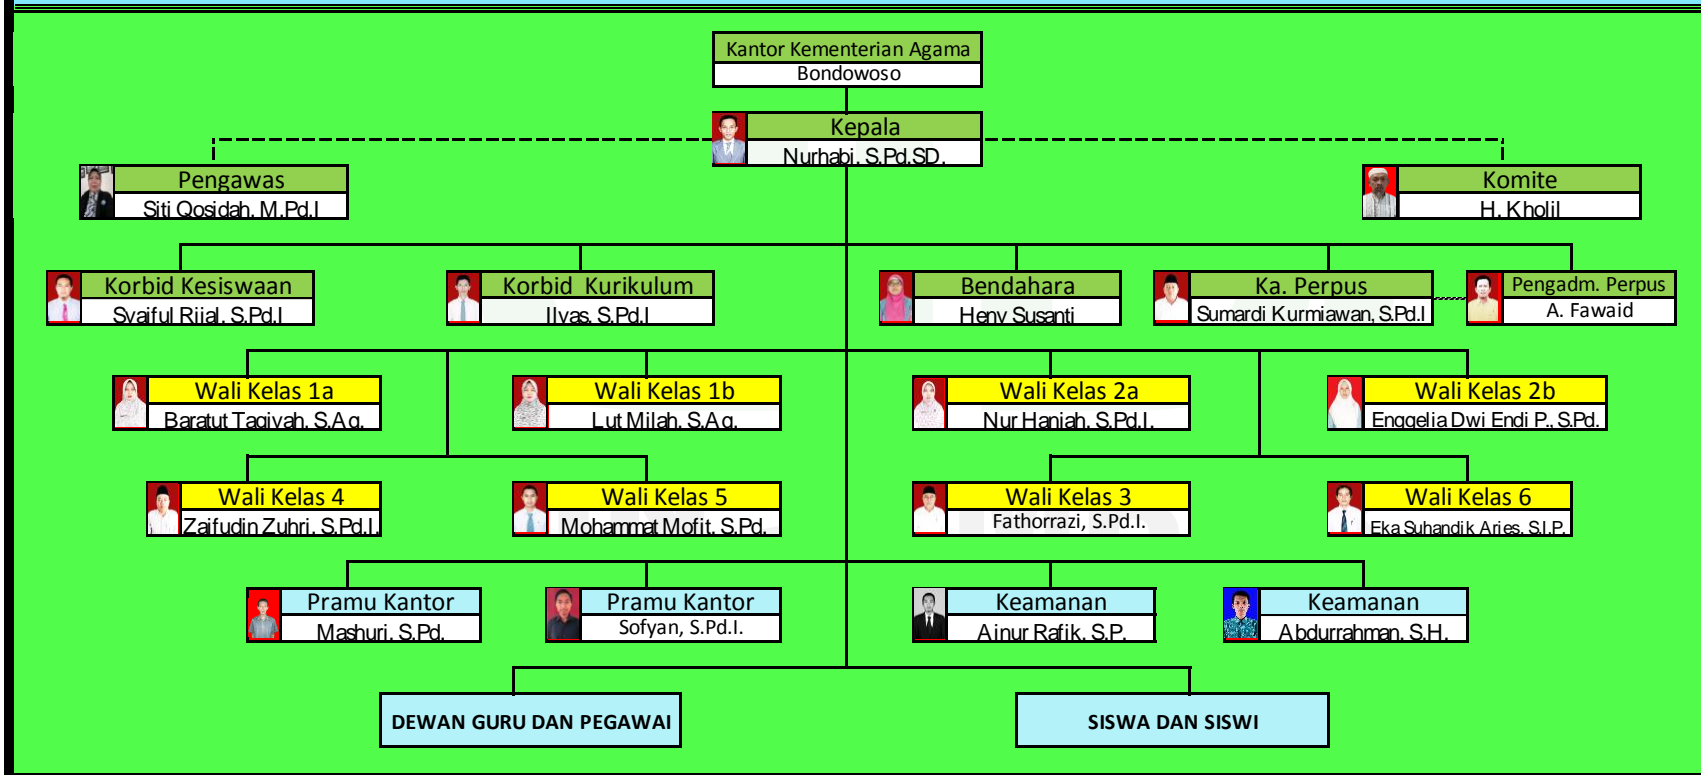 Kantor Kementerian Agama
Bondowoso
Kepala
Nurhabi, S.Pd.SD.
Pengawas
Siti Qosidah, M.Pd.I
Komite
H. Kholil
Korbid Kesiswaan
Syaiful Rijal, S.Pd.I
Korbid Kurikulum
Ilyas, S.Pd.I
Bendahara
Heny Susanti
Ka. Perpus
Sumardi Kurmiawan, S.Pd.I
Pengadm. Perpus
A. Fawaid
Wali Kelas 1a
Baratut Taqiyah, S.Ag.
Wali Kelas 1b
Lut Milah, S.Ag.
Wali Kelas 2a
Nur Haniah, S.Pd.I.
Wali Kelas 2b
Enggelia Dwi Endi P., S.Pd.
Wali Kelas 4
Zaifudin Zuhri, S.Pd.I.
Wali Kelas 5
Mohammat Mofit, S.Pd.
Wali Kelas 3
Fathorrazi, S.Pd.I.
Wali Kelas 6
Eka Suhandik Aries, S.I.P.
Pramu Kantor
Mashuri, S.Pd.
Pramu Kantor
Sofyan, S.Pd.I.
Keamanan
Ainur Rafik, S.P.
Keamanan
Abdurrahman, S.H.
DEWAN GURU DAN PEGAWAI
SISWA DAN SISWI